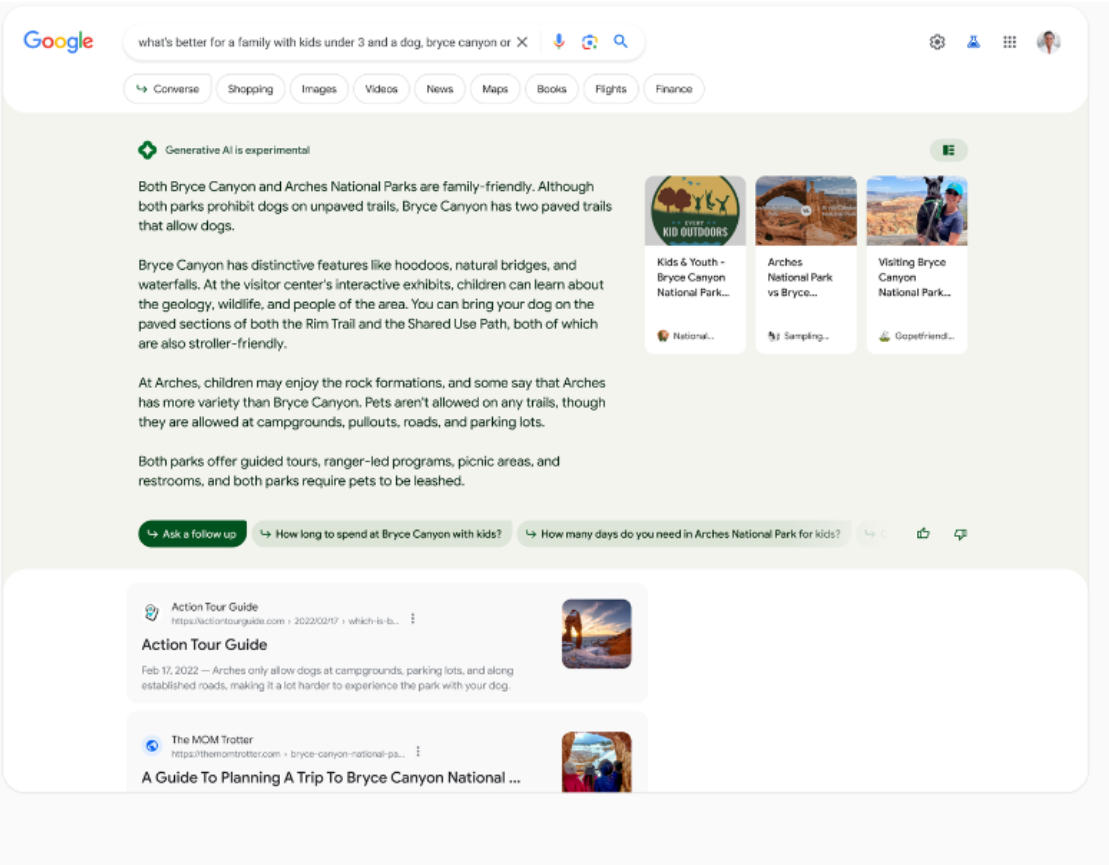 Google
what's better for a family with kids under 3 and a dog, bryce canyon or
Converse
Shopping
Images
Videos
News
Maps
Books
Flights
Finance
Generative AI is experimental
Both Bryce Canyon and Arches National Parks are family-friendly. Although
both parks prohibit dogs on unpaved trails, Bryce Canyon has two paved trails
that allow dogs.
Bryce Canyon has distinctive features like hoodoos, natural bridges, and
waterfalls. At the visitor center's interactive exhibits, children can learn about
the geology, wildlife, and people of the area. You can bring your dog on the
paved sections of both the Rim Trail and the Shared Use Path, both of which
are also stroller-friendly.
At Arches, children may enjoy the rock formations, and some say that Arches
has more variety than Bryce Canyon. Pets aren't allowed on any trails, though
they are allowed at campgrounds, pullouts, roads, and parking lots.
Both parks offer guided tours, ranger-led programs, picnic areas, and
restrooms, and both parks require pets to be leashed.
EVERY
KID OUTDOORS
Kids & Youth -
Bryce Canyon
National Park...
National...
VS
Arches
National Park
vs Bryce...
Sampling...
Visiting Bryce
Canyon
National Park...
Gopetfriendl...
Ask a follow up
How long to spend at Bryce Canyon with kids?
How many days do you need in Arches National Park for kids?
Action Tour Guide
https://actiontourguide.com › 2022/02/17 › which-is-b...
Action Tour Guide
Feb 17, 2022 — Arches only allow dogs at campgrounds, parking lots, and along
established roads, making it a lot harder to experience the park with your dog.
The MOM Trotter
https://themomtrotter.com › bryce-canyon-national-pa...
A Guide To Planning A Trip To Bryce Canyon National ...